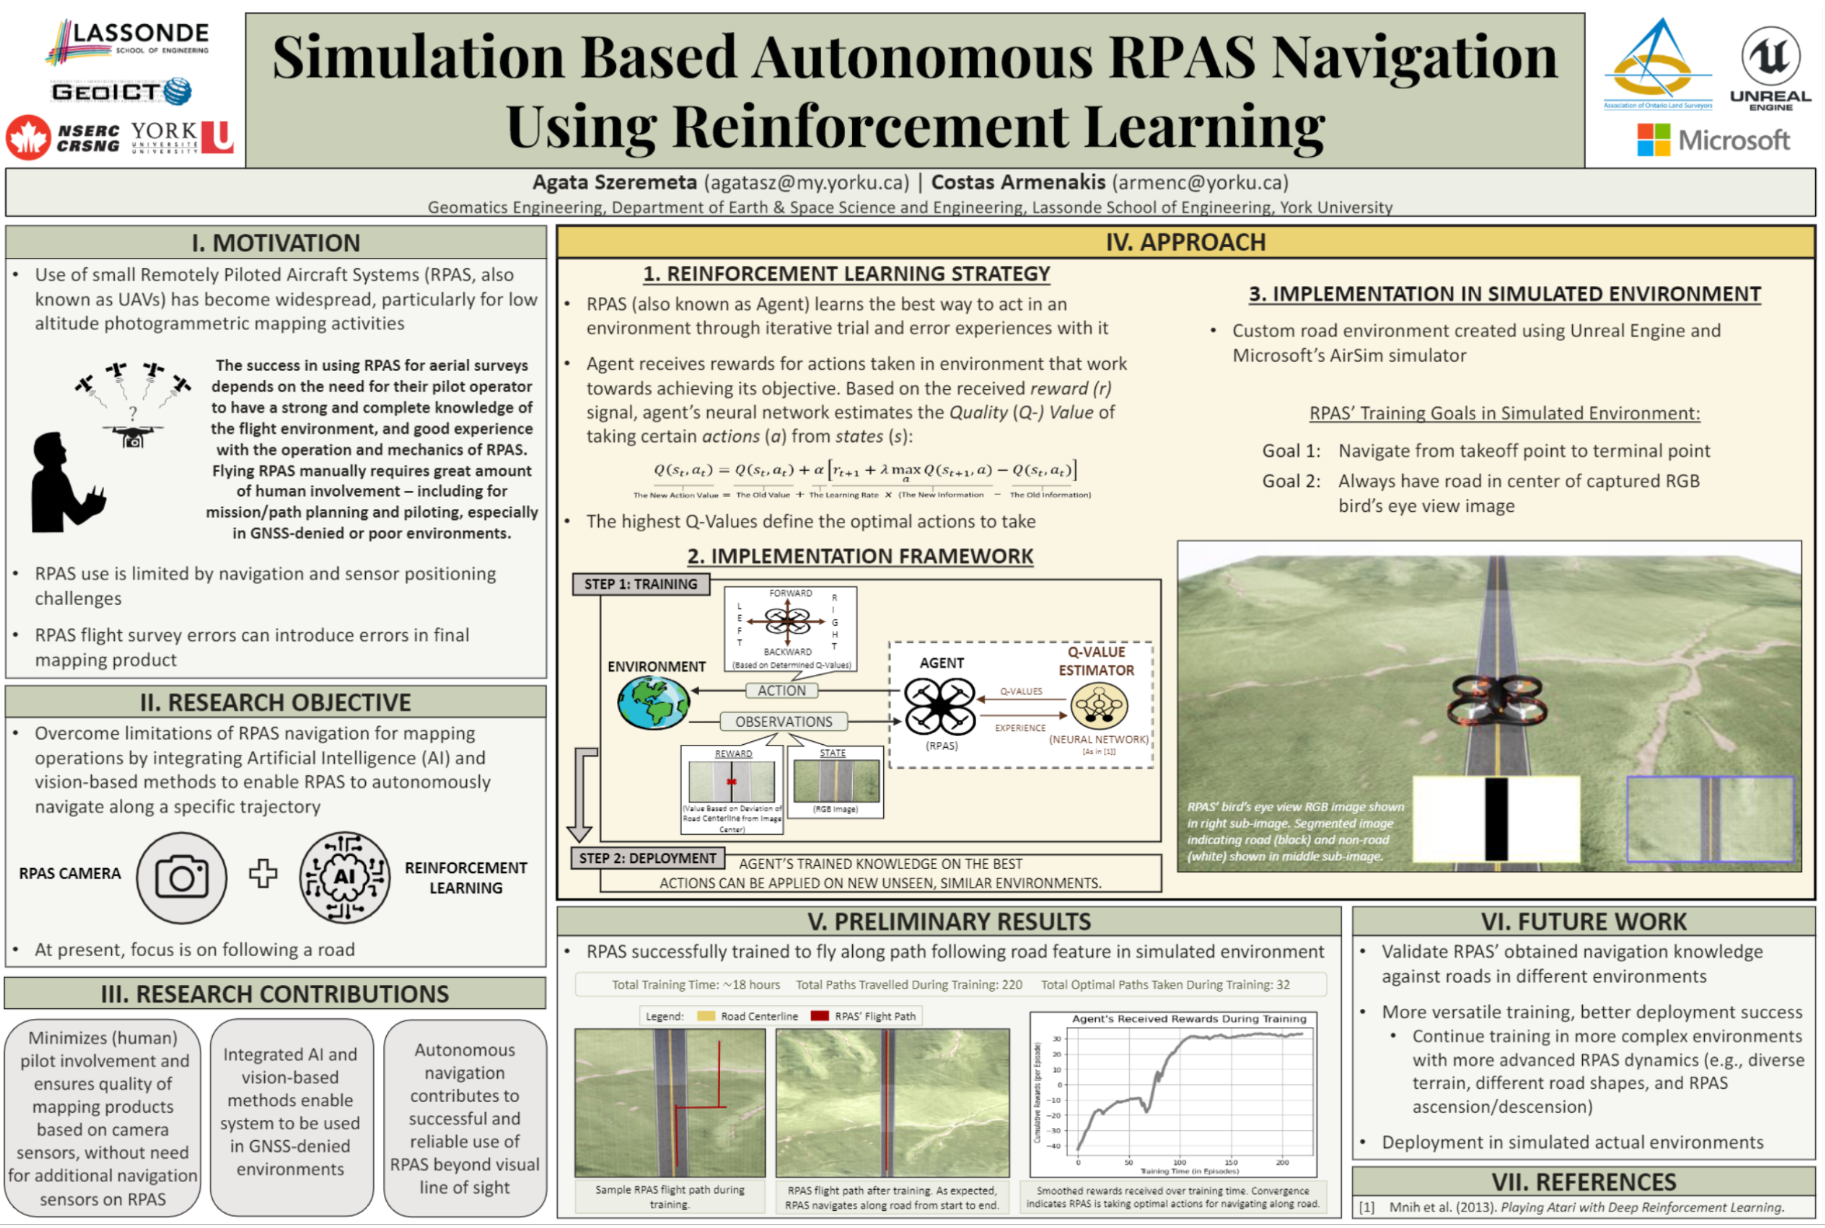 LASSONDE
SCHOOL OF ENGINEERING
GEOICT
NSERC
CRSNG
YORK
UNIVERSITÉ
UNIVERSITY
U
Simulation Based Autonomous RPAS Navigation
Using Reinforcement Learning
Association of Ontario Land Surveyors
UNREAL
ENGINE
Microsoft
Agata Szeremeta (agatasz@my.yorku.ca) | Costas Armenakis (armenc@yorku.ca)
Geomatics Engineering, Department of Earth & Space Science and Engineering, Lassonde School of Engineering, York University
I. MOTIVATION
• Use of small Remotely Piloted Aircraft Systems (RPAS, also
known as UAVs) has become widespread, particularly for low
altitude photogrammetric mapping activities
?
The success in using RPAS for aerial surveys
depends on the need for their pilot operator
to have a strong and complete knowledge of
the flight environment, and good experience
with the operation and mechanics of RPAS.
Flying RPAS manually requires great amount
of human involvement – including for
mission/path planning and piloting, especially
in GNSS-denied or poor environments.
• RPAS use is limited by navigation and sensor positioning
challenges
• RPAS flight survey errors can introduce errors in final
mapping product
II. RESEARCH OBJECTIVE
• Overcome limitations of RPAS navigation for mapping
operations by integrating Artificial Intelligence (AI) and
vision-based methods to enable RPAS to autonomously
navigate along a specific trajectory
RPAS CAMERA
AI
REINFORCEMENT
LEARNING
• At present, focus is on following a road
III. RESEARCH CONTRIBUTIONS
Minimizes (human)
pilot involvement and
ensures quality of
mapping products
based on camera
sensors, without need
for additional navigation
sensors on RPAS
Integrated AI and
vision-based
methods enable
system to be used
in GNSS-denied
environments
Autonomous
navigation
contributes to
successful and
reliable use of
RPAS beyond visual
line of sight
IV. APPROACH
1. REINFORCEMENT LEARNING STRATEGY
• RPAS (also known as Agent) learns the best way to act in an
environment through iterative trial and error experiences with it
• Agent receives rewards for actions taken in environment that work
towards achieving its objective. Based on the received reward (r)
signal, agent's neural network estimates the Quality (Q-) Value of
taking certain actions (a) from states (s):
Q(st, at) = Q(st, at) + α [rt+1 + λ max Q(st+1, a) − Q(st, at)]
a
The New Action Value = The Old Value + The Learning Rate X (The New Information − The Old Information)
• The highest Q-Values define the optimal actions to take
2. IMPLEMENTATION FRAMEWORK
STEP 1: TRAINING
FORWARD
LEFT
RIGHT
BACKWARD
(Based on Determined Q-Values)
ENVIRONMENT
ACTION
OBSERVATIONS
AGENT
(RPAS)
Q-VALUES
EXPERIENCE
Q-VALUE
ESTIMATOR
(NEURAL NETWORK)
[As in [1]]
REWARD
(Value Based on Deviation of
Road Centerline from Image
Center)
STATE
(RGB Image)
STEP 2: DEPLOYMENT
AGENT'S TRAINED KNOWLEDGE ON THE BEST
ACTIONS CAN BE APPLIED ON NEW UNSEEN, SIMILAR ENVIRONMENTS.
3. IMPLEMENTATION IN SIMULATED ENVIRONMENT
• Custom road environment created using Unreal Engine and
Microsoft's AirSim simulator
RPAS' Training Goals in Simulated Environment:
Goal 1: Navigate from takeoff point to terminal point
Goal 2: Always have road in center of captured RGB
bird's eye view image
RPAS' bird's eye view RGB image shown
in right sub-image. Segmented image
indicating road (black) and non-road
(white) shown in middle sub-image.
V. PRELIMINARY RESULTS
• RPAS successfully trained to fly along path following road feature in simulated environment
Total Training Time: ~18 hours Total Paths Travelled During Training: 220 Total Optimal Paths Taken During Training: 32
Legend: Road Centerline RPAS' Flight Path
Sample RPAS flight path during
training.
RPAS flight path after training. As expected,
RPAS navigates along road from start to end.
Agent's Received Rewards During Training
Cumulative Rewards (per Episode)
30
20
10
0
−10
−20
−30
−40
0 50 100 150 200
Training Time (in Episodes)
Smoothed rewards received over training time. Convergence
indicates RPAS is taking optimal actions for navigating along road.
VI. FUTURE WORK
• Validate RPAS' obtained navigation knowledge
against roads in different environments
• More versatile training, better deployment success
• Continue training in more complex environments
with more advanced RPAS dynamics (e.g., diverse
terrain, different road shapes, and RPAS
ascension/descension)
• Deployment in simulated actual environments
VII. REFERENCES
[1] Mnih et al. (2013). Playing Atari with Deep Reinforcement Learning.